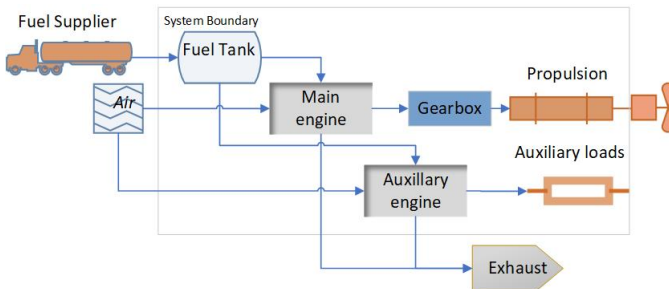 Fuel Supplier
System Boundary
Fuel Tank
Air
Main
engine
Gearbox
Propulsion
Auxiliary loads
Auxillary
engine
Exhaust